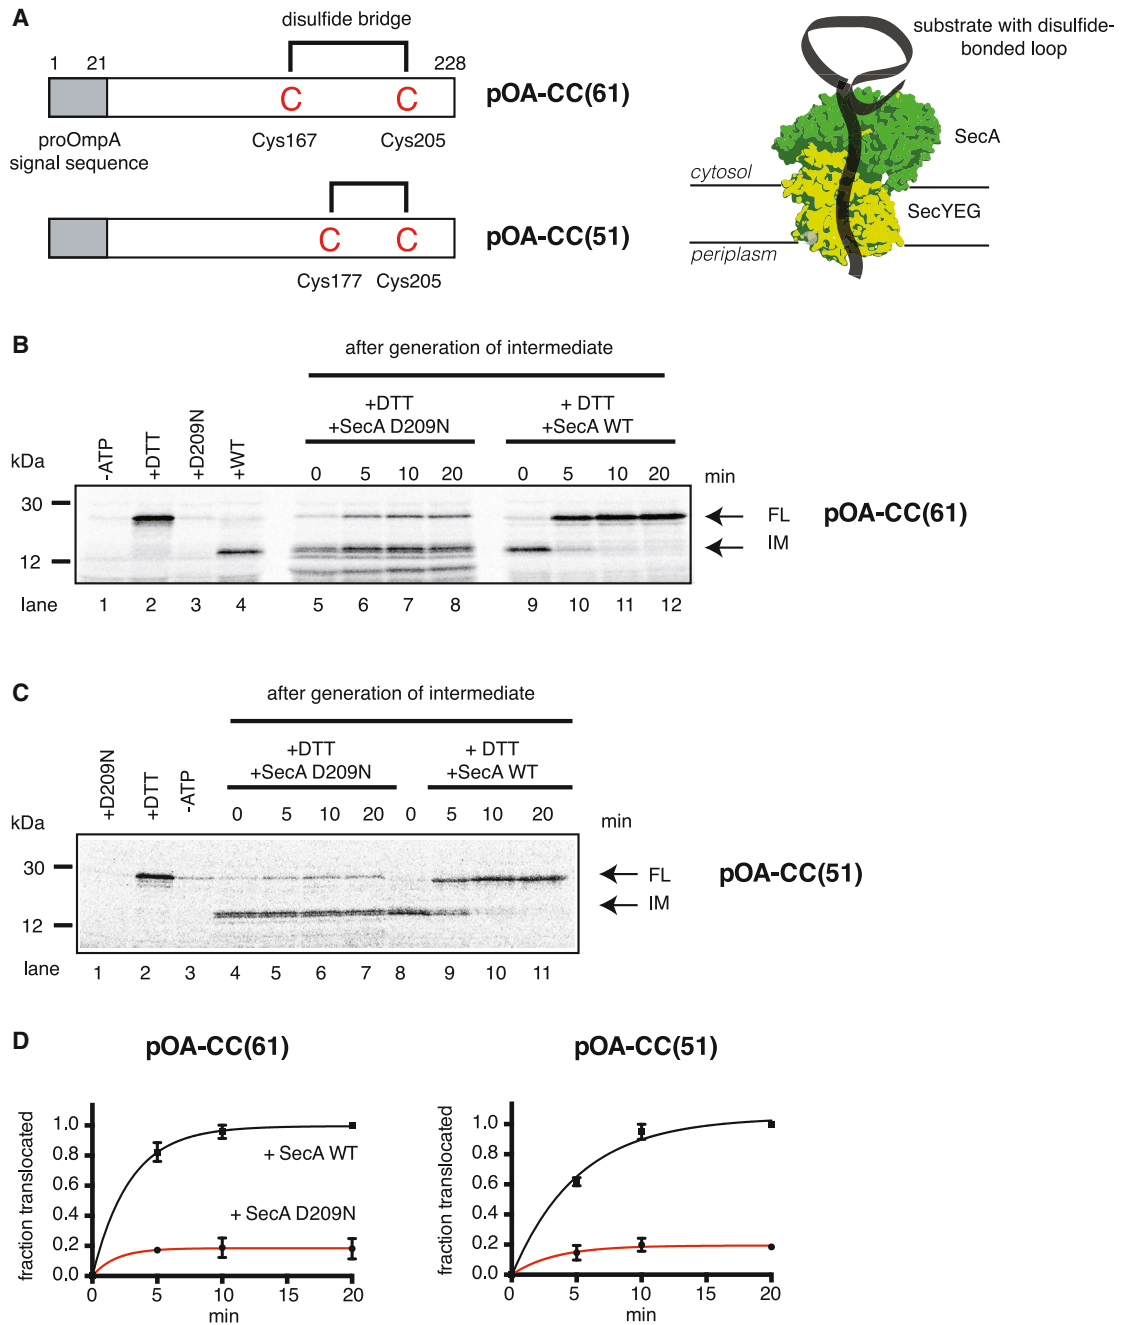 A
disulfide bridge
1 21 228
C C
pOA-CC(61)
proOmpA
signal sequence
Cys167 Cys205
C C
pOA-CC(51)
Cys177 Cys205
substrate with disulfide-
bonded loop
SecA
cytosol
SecYEG
periplasm
B
after generation of intermediate
+DTT
+SecA D209N
+ DTT
+SecA WT
kDa
-ATP
+DTT
+D209N
+WT
0 5 10 20 0 5 10 20 min
30
12
FL
IM
pOA-CC(61)
lane 1 2 3 4 5 6 7 8 9 10 11 12
C
after generation of intermediate
+DTT
+SecA D209N
+ DTT
+SecA WT
kDa
+D209N
+DTT
-ATP
0 5 10 20 0 5 10 20 min
30
12
FL
IM
pOA-CC(51)
lane 1 2 3 4 5 6 7 8 9 10 11
D
pOA-CC(61)
fraction translocated
1.0
0.8
0.6
0.4
0.2
0.0
+ SecA WT
+ SecA D209N
0 5 10 15 20
min
pOA-CC(51)
fraction translocated
1.0
0.8
0.6
0.4
0.2
0.0
0 5 10 15 20
min